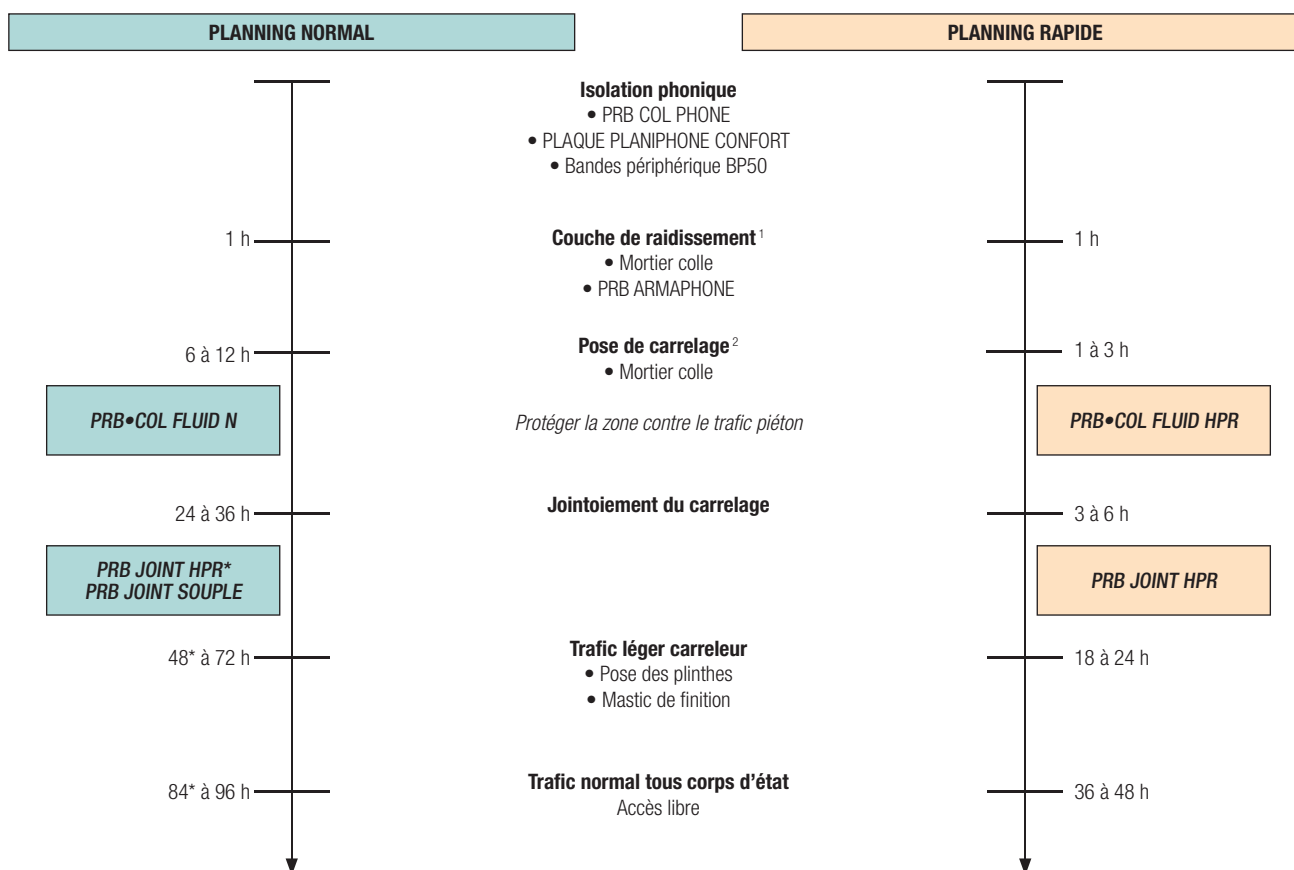 PLANNING NORMAL
PLANNING RAPIDE
Isolation phonique
• PRB COL PHONE
• PLAQUE PLANIPHONE CONFORT
• Bandes périphérique BP50
1 h
Couche de raidissement 1
1 h
• Mortier colle
• PRB ARMAPHONE
6 à 12 h
Pose de carrelage 2
1 à 3 h
• Mortier colle
PRB•COL FLUID N
Protéger la zone contre le trafic piéton
PRB•COL FLUID HPR
24 à 36 h
Jointoiement du carrelage
3 à 6 h
PRB JOINT HPR*
PRB JOINT SOUPLE
PRB JOINT HPR
48* à 72 h
Trafic léger carreleur
18 à 24 h
• Pose des plinthes
• Mastic de finition
84* à 96 h
Trafic normal tous corps d'état
36 à 48 h
Accès libre